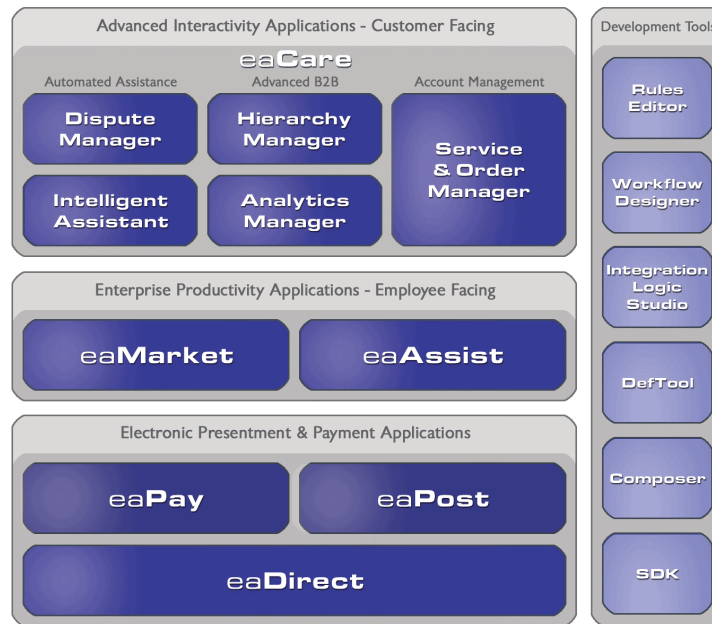 Advanced Interactivity Applications - Customer Facing
eaCare
Automated Assistance
Advanced B2B
Account Management
Dispute
Manager
Hierarchy
Manager
Service
& Order
Manager
Intelligent
Assistant
Analytics
Manager
Enterprise Productivity Applications - Employee Facing
eaMarket
eaAssist
Electronic Presentment & Payment Applications
eaPay
eaPost
eaDirect
Development Tools
Rules
Editor
Workflow
Designer
Integration
Logic
Studio
DefTool
Composer
SDK